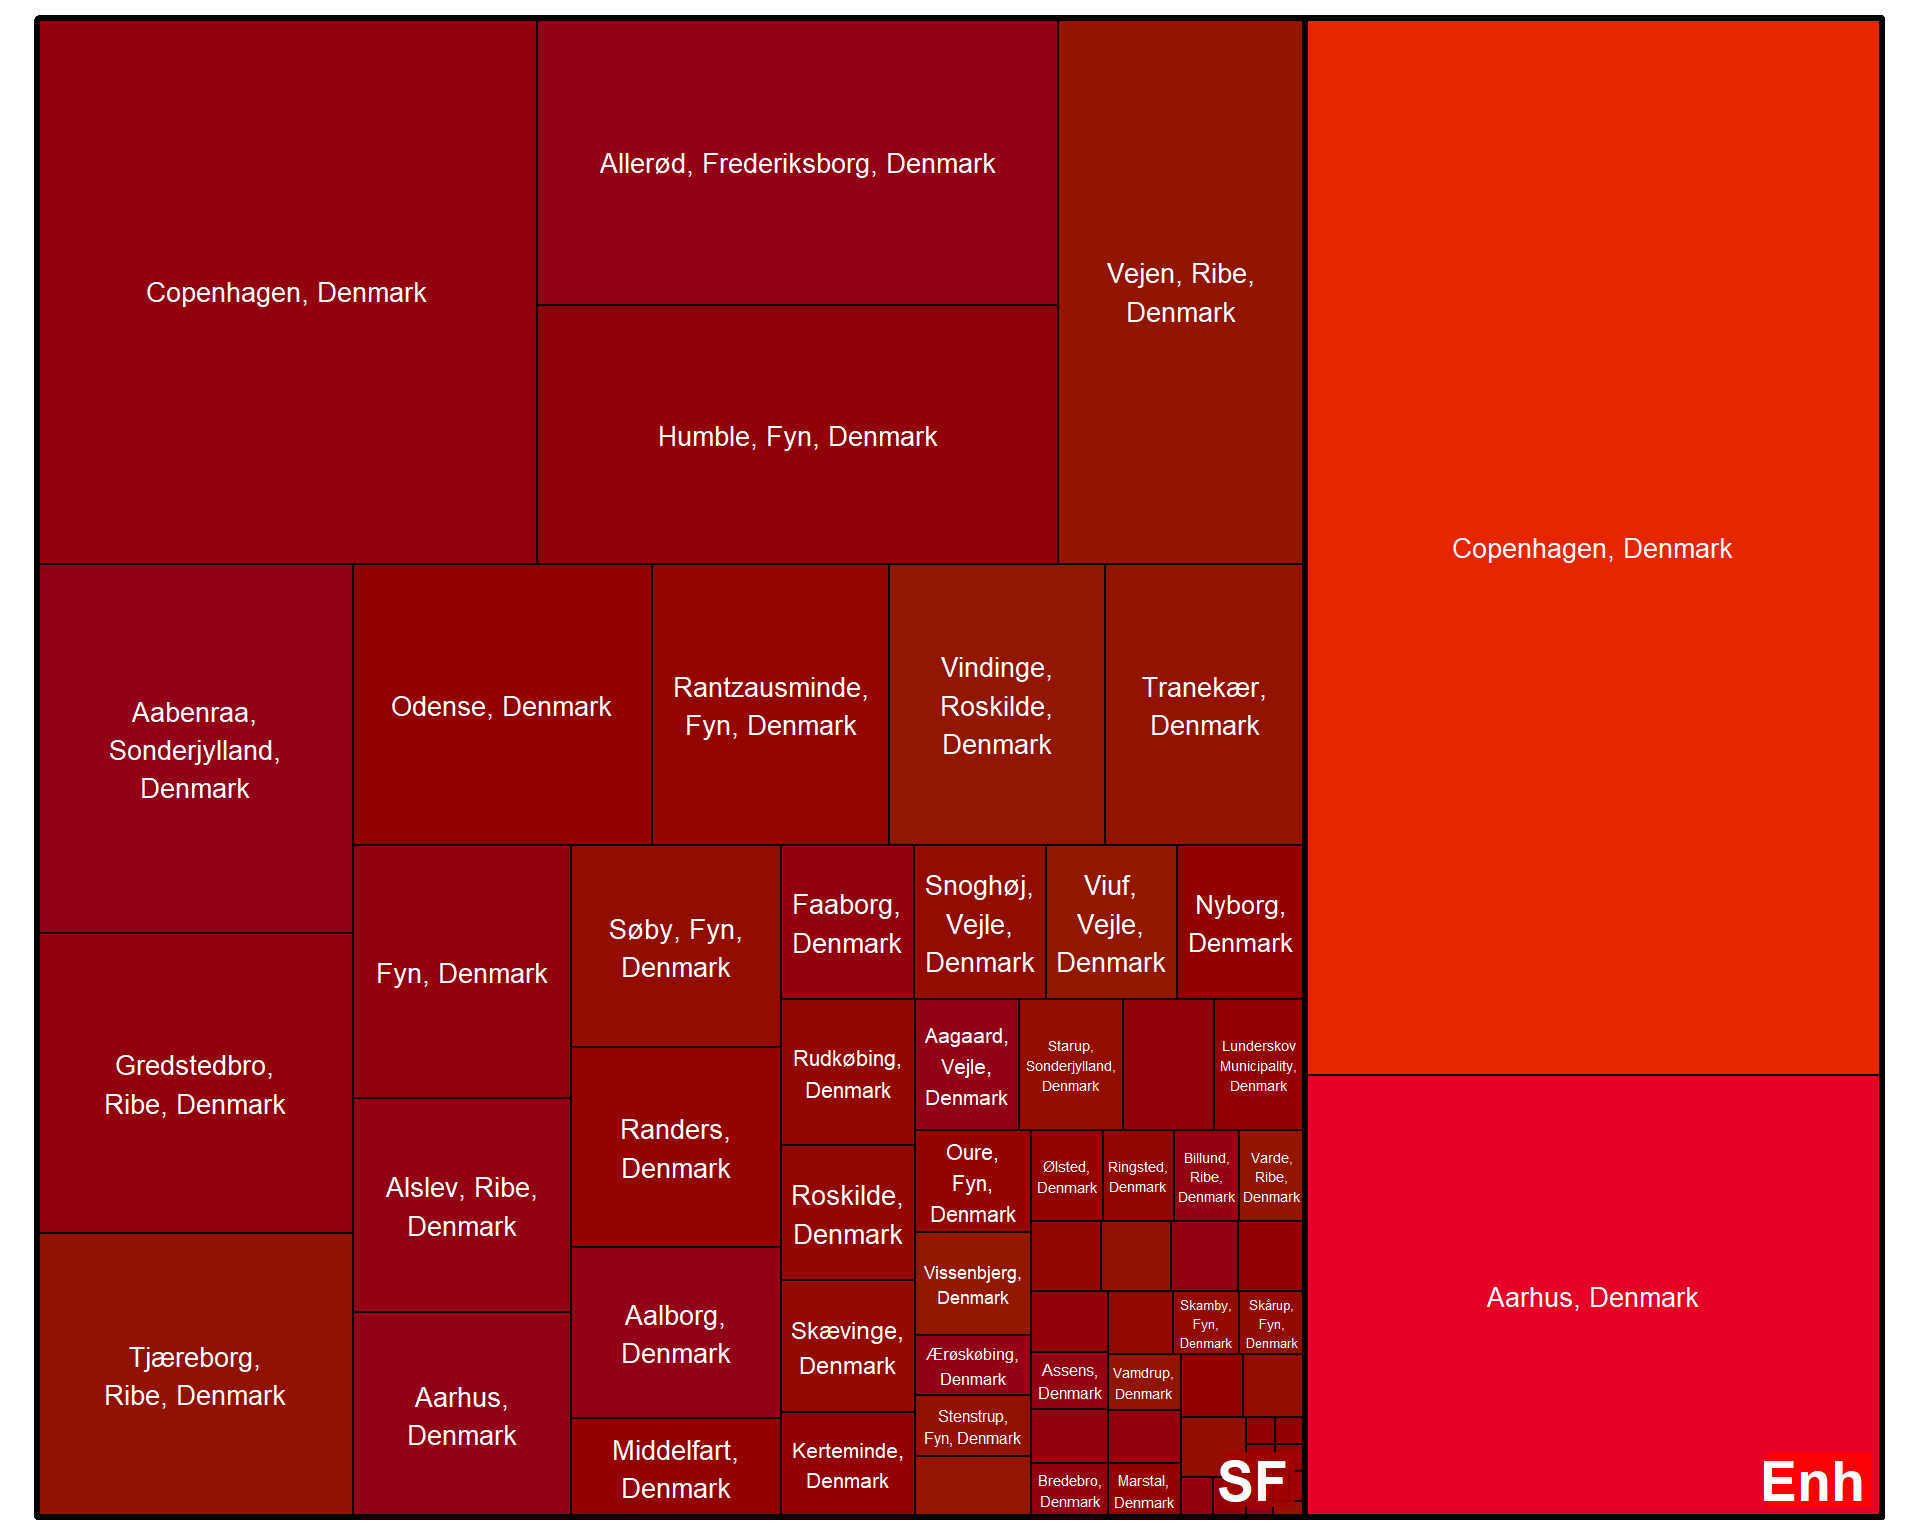 Copenhagen, Denmark
Allerød, Frederiksborg, Denmark
Humble, Fyn, Denmark
Vejen, Ribe,
Denmark
Aabenraa,
Sonderjylland,
Denmark
Odense, Denmark
Rantzausminde,
Fyn, Denmark
Vindinge,
Roskilde,
Denmark
Tranekær,
Denmark
Gredstedbro,
Ribe, Denmark
Tjæreborg,
Ribe, Denmark
Fyn, Denmark
Alslev, Ribe,
Denmark
Aarhus,
Denmark
Søby, Fyn,
Denmark
Randers,
Denmark
Aalborg,
Denmark
Middelfart,
Denmark
Faaborg,
Denmark
Snoghøj,
Vejle,
Denmark
Viuf,
Vejle,
Denmark
Nyborg,
Denmark
Rudkøbing,
Denmark
Roskilde,
Denmark
Skævinge,
Denmark
Kerteminde,
Denmark
Aagaard,
Vejle,
Denmark
Starup,
Sonderjylland,
Denmark
Lunderskov
Municipality,
Denmark
Oure,
Fyn,
Denmark
Vissenbjerg,
Denmark
Ærøskøbing,
Denmark
Stenstrup,
Fyn, Denmark
Ølsted,
Denmark
Ringsted,
Denmark
Billund,
Ribe,
Denmark
Varde,
Ribe,
Denmark
Skamby,
Fyn,
Denmark
Skårup,
Fyn,
Denmark
Assens,
Denmark
Vamdrup,
Denmark
Bredebro,
Denmark
Marstal,
Denmark
SF
Copenhagen, Denmark
Aarhus, Denmark
Enh